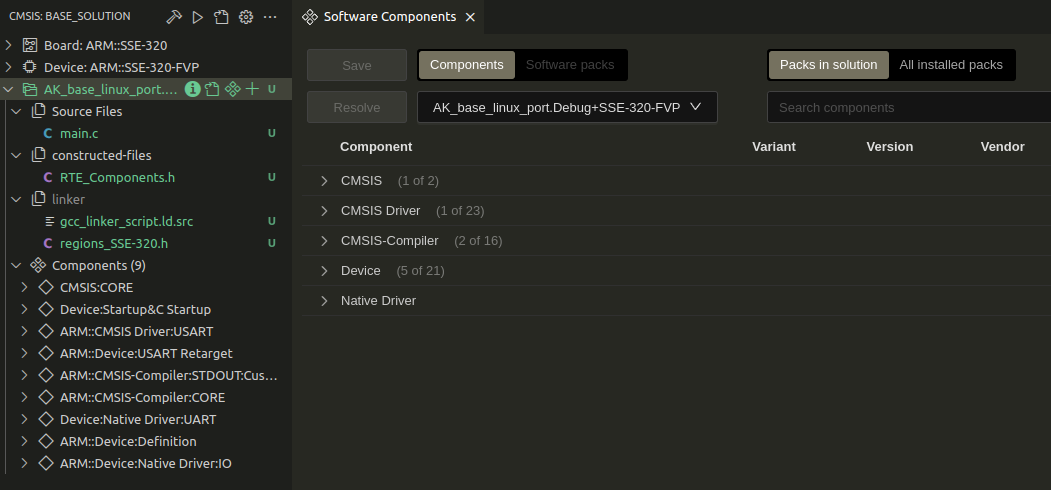 CMSIS: BASE_SOLUTION
Board: ARM::SSE-320
Device: ARM::SSE-320-FVP
AK_base_linux_port.... U
Source Files
main.c U
constructed-files
RTE_Components.h U
linker
gcc_linker_script.ld.src U
regions_SSE-320.h U
Components (9)
CMSIS:CORE
Device:Startup&C Startup
ARM::CMSIS Driver:USART
ARM::Device:USART Retarget
ARM::CMSIS-Compiler:STDOUT:Cus...
ARM::CMSIS-Compiler:CORE
Device:Native Driver:UART
ARM::Device:Definition
ARM::Device:Native Driver:IO
Software Components
Save Components Software packs Packs in solution All installed packs
Resolve AK_base_linux_port.Debug+SSE-320-FVP Search components
Component Variant Version Vendor
CMSIS (1 of 2)
CMSIS Driver (1 of 23)
CMSIS-Compiler (2 of 16)
Device (5 of 21)
Native Driver